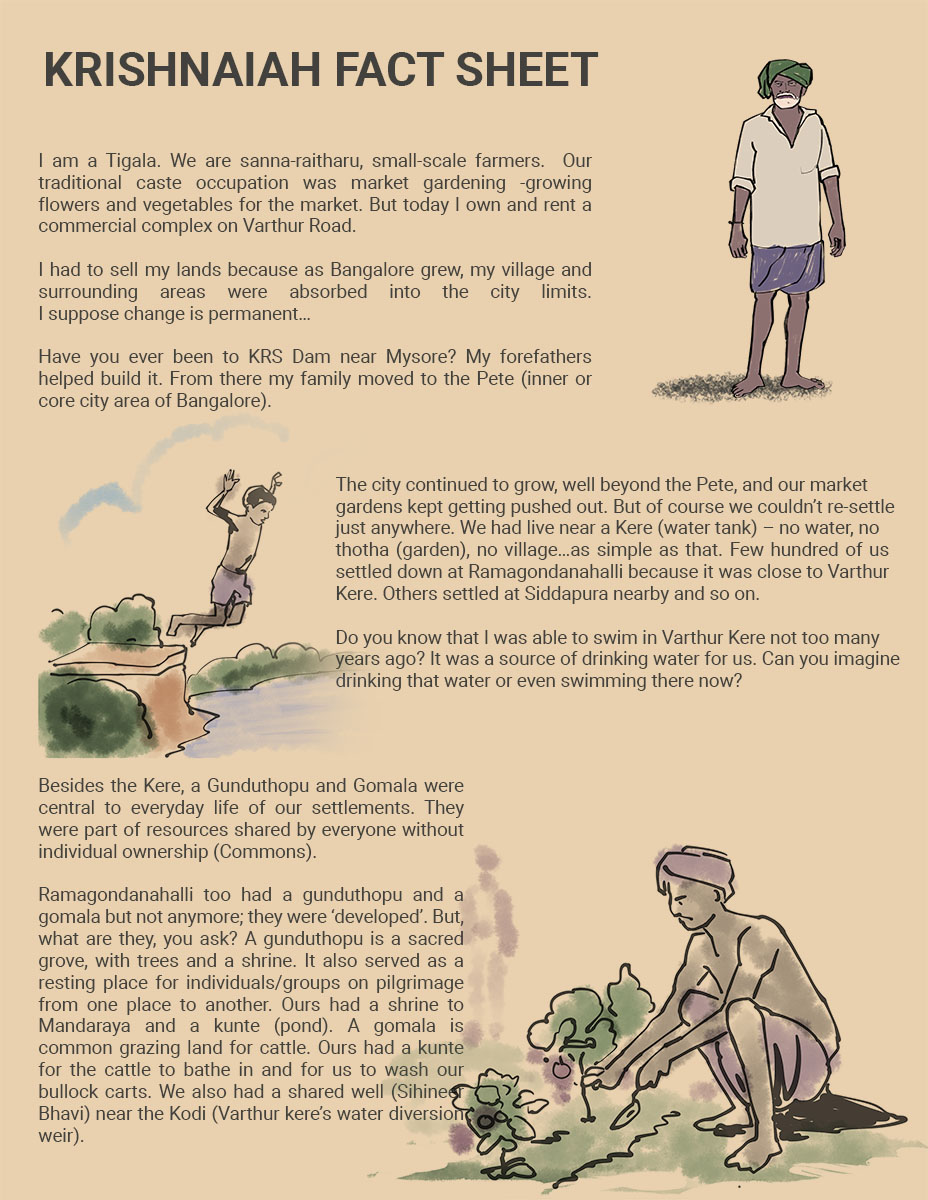 KRISHNAIAH FACT SHEET
I am a Tigala. We are sanna-raitharu, small-scale farmers. Our
traditional caste occupation was market gardening -growing
flowers and vegetables for the market. But today I own and rent a
commercial complex on Varthur Road.
I had to sell my lands because as Bangalore grew, my village and
surrounding areas were absorbed into the city limits.
I suppose change is permanent...
Have you ever been to KRS Dam near Mysore? My forefathers
helped build it. From there my family moved to the Pete (inner or
core city area of Bangalore).
The city continued to grow, well beyond the Pete, and our market
gardens kept getting pushed out. But of course we couldn't re-settle
just anywhere. We had live near a Kere (water tank) – no water, no
thotha (garden), no village...as simple as that. Few hundred of us
settled down at Ramagondanahalli because it was close to Varthur
Kere. Others settled at Siddapura nearby and so on.
Do you know that I was able to swim in Varthur Kere not too many
years ago? It was a source of drinking water for us. Can you imagine
drinking that water or even swimming there now?
Besides the Kere, a Gunduthopu and Gomala were
central to everyday life of our settlements. They
were part of resources shared by everyone without
individual ownership (Commons).
Ramagondanahalli too had a gunduthopu and a
gomala but not anymore; they were 'developed'. But,
what are they, you ask? A gunduthopu is a sacred
grove, with trees and a shrine. It also served as a
resting place for individuals/groups on pilgrimage
from one place to another. Ours had a shrine to
Mandaraya and a kunte (pond). A gomala is
common grazing land for cattle. Ours had a kunte
for the cattle to bathe in and for us to wash our
bullock carts. We also had a shared well (Sihineer
Bhavi) near the Kodi (Varthur kere's water diversion
weir).